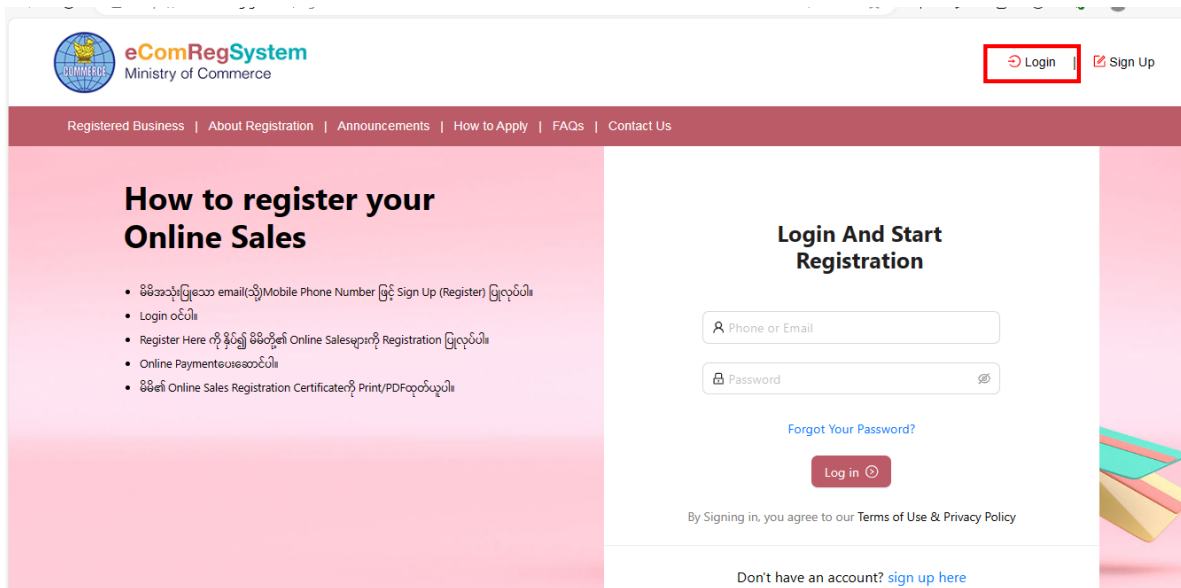 eComRegSystem
Ministry of Commerce
COMMERCE
Login | Sign Up
Registered Business | About Registration | Announcements | How to Apply | FAQs | Contact Us
How to register your
Online Sales
မိမိအသုံးပြုသော email(သို့)Mobile Phone Number ဖြင့် Sign Up (Register) ပြုလုပ်ပါ။
Login ဝင်ပါ။
Register Here ကို နှိပ်၍ မိမိတို့၏ Online Salesများကို Registration ပြုလုပ်ပါ။
Online Paymentပေးဆောင်ပါ။
မိမိ၏ Online Sales Registration Certificateကို Print/PDFထုတ်ယူပါ။
Login And Start
Registration
Phone or Email
Password
Forgot Your Password?
Log in
By Signing in, you agree to our Terms of Use & Privacy Policy
Don't have an account? sign up here